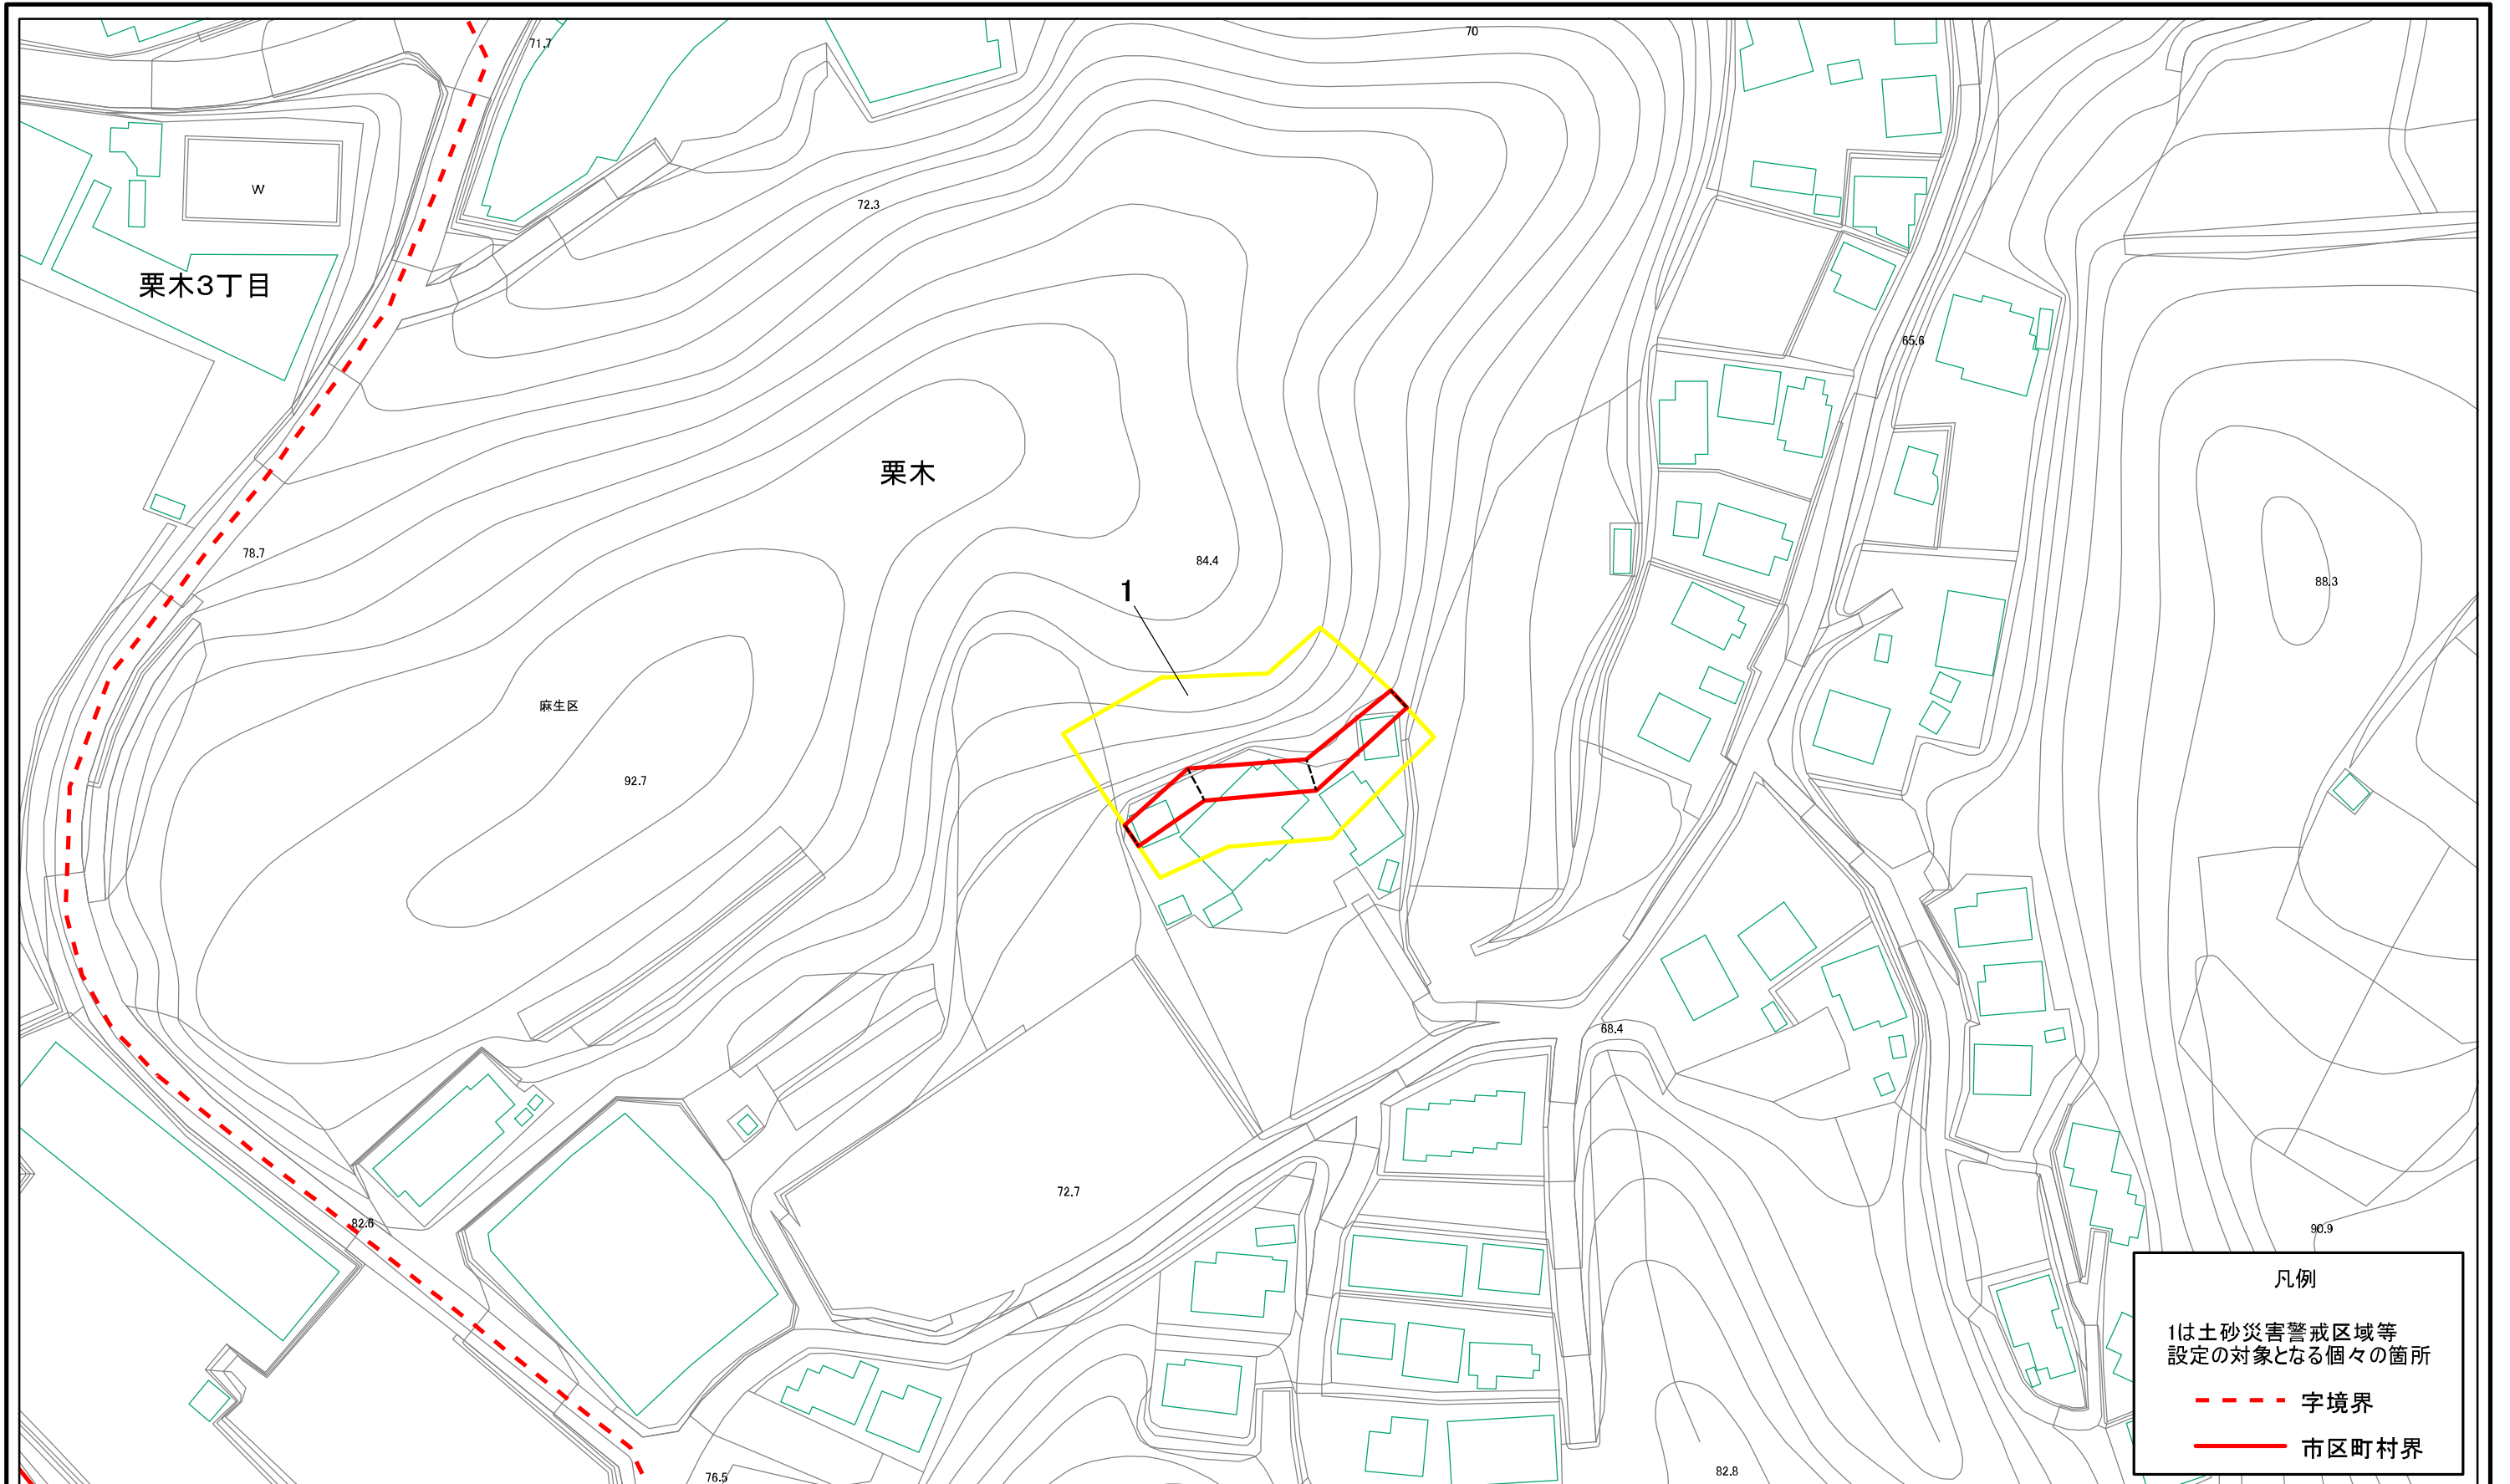 71.7
70
W
72.3
栗木3丁目
65.6
栗木
78.7
84.4
88.3
1
麻生区
92.7
68.4
72.7
82.6
90.9
凡例
1は土砂災害警戒区域等
設定の対象となる個々の箇所
字境界
市区町村界
76.5
82.8